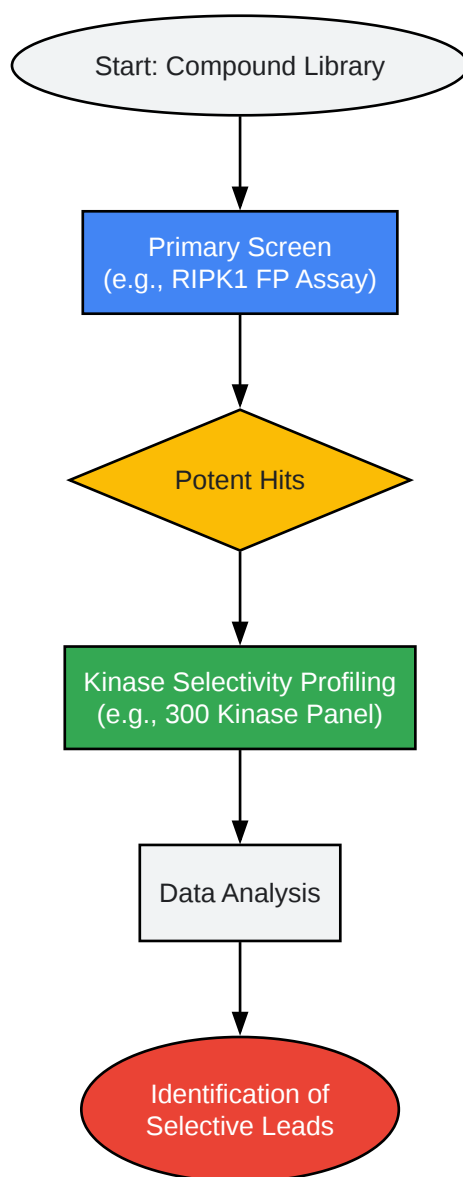 Start: Compound Library
Primary Screen
(e.g., RIPK1 FP Assay)
Potent Hits
Kinase Selectivity Profiling
(e.g., 300 Kinase Panel)
Data Analysis
Identification of
Selective Leads